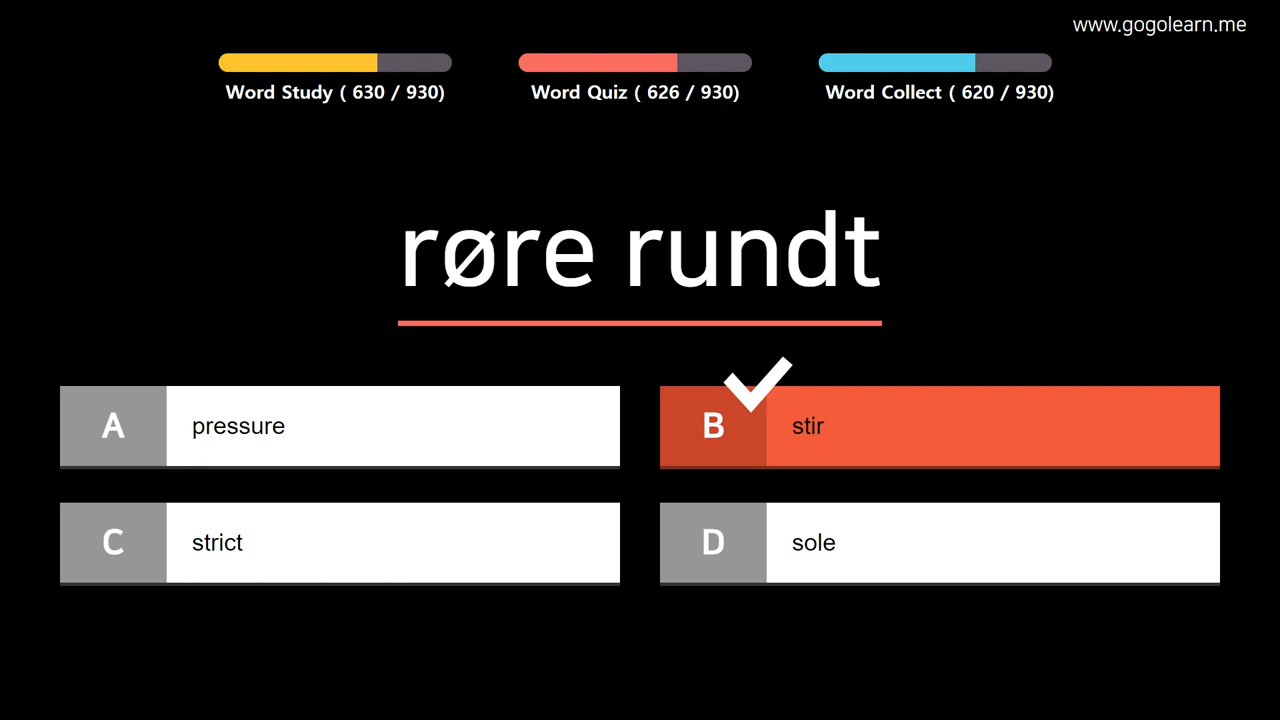 www.gogolearn.me
Word Study ( 630 / 930)
Word Quiz ( 626 / 930)
Word Collect ( 620 / 930)
røre rundt
A
pressure
B
stir
C
strict
D
sole